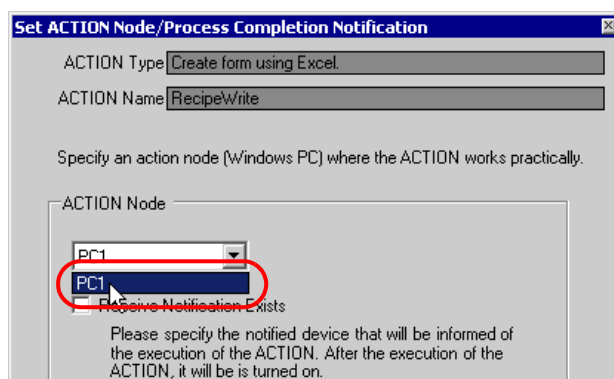 Set ACTION Node/Process Completion Notification
ACTION Type Create form using Excel.
ACTION Name RecipeWrite
Specify an action node (Windows PC) where the ACTION works practically.
ACTION Node
PC1
PC1
Receive Notification Exists
Please specify the notified device that will be informed of
the execution of the ACTION. After the execution of the
ACTION, it will be is turned on.